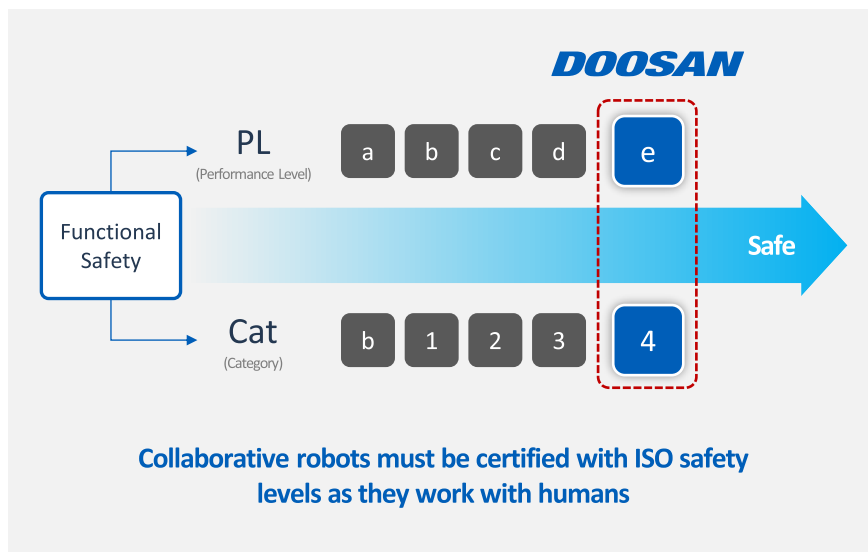 DOOSAN
PL
(Performance Level)
a b c d e
Functional
Safety
Safe
Cat
(Category)
b 1 2 3 4
Collaborative robots must be certified with ISO safety
levels as they work with humans